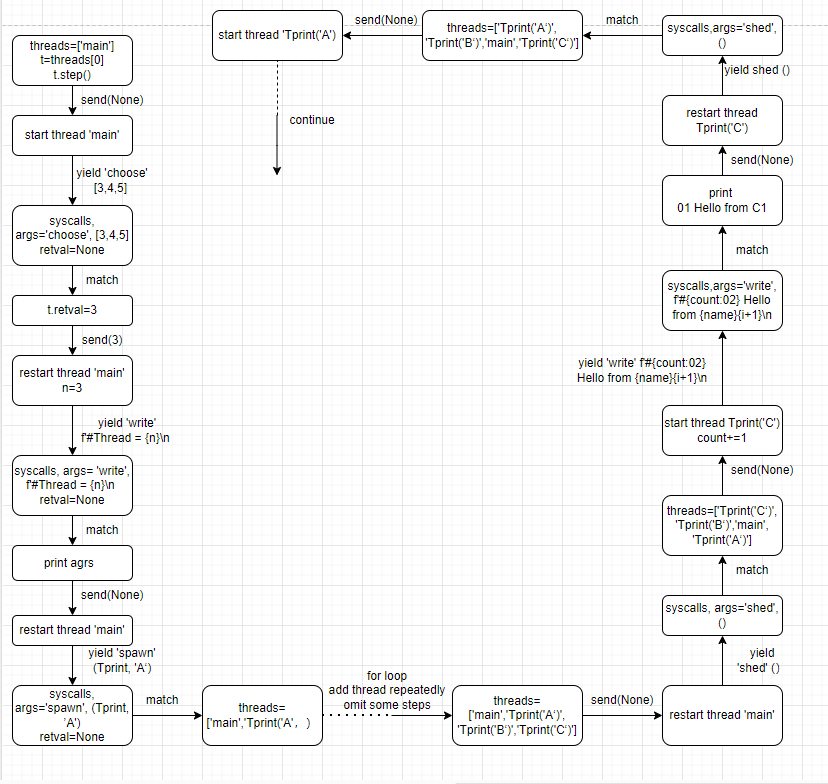 threads=['main']
t=threads[0]
t.step()
send(None)
start thread 'main'
yield 'choose'
[3,4,5]
syscalls,
args='choose', [3,4,5]
retval=None
match
t.retval=3
send(3)
restart thread 'main'
n=3
yield 'write'
f'#Thread = {n}\n
syscalls, args= 'write',
f'#Thread = {n}\n
retval=None
match
print agrs
send(None)
restart thread 'main'
yield 'spawn'
(Tprint, 'A‘)
syscalls,
args='spawn', (Tprint,
'A')
retval=None
match
threads=
['main','Tprint('A'，)
for loop
add thread repeatedly
omit some steps
threads=
['main','Tprint('A‘)',
'Tprint('B‘)','Tprint('C‘)']
send(None)
restart thread 'main'
yield
'shed' ()
syscalls, args='shed',
()
match
threads=['Tprint('C‘)',
'Tprint('B‘)','main',
'Tprint('A‘)']
send(None)
start thread Tprint('C')
count+=1
yield 'write' f'#{count:02}
Hello from {name}{i+1}\n
syscalls,args='write',
f'#{count:02} Hello
from {name}{i+1}\n
match
print
01 Hello from C1
send(None)
restart thread
Tprint('C')
yield shed ()
syscalls,args='shed',
()
match
threads=['Tprint('A‘)',
'Tprint('B‘)','main','Tprint('C‘)']
send(None)
start thread 'Tprint('A')
continue